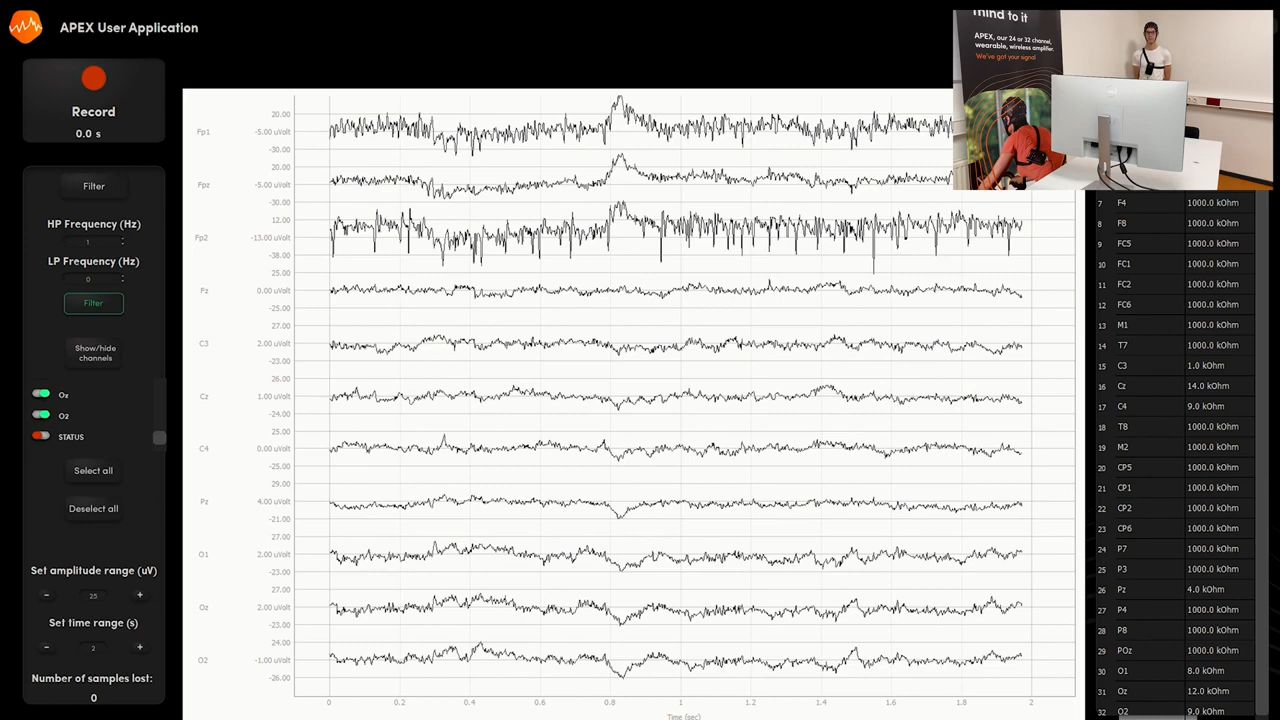 APEX User Application
Record
0.0 s
Filter
HP Frequency (Hz)
1
LP Frequency (Hz)
0
Filter
Show/hide
channels
Oz
O2
STATUS
Select all
Deselect all
Set amplitude range (uV)
- 25 +
Set time range (s)
- 2 +
Number of samples lost:
0
20.00
Fp1 -5.00 uVolt
-30.00
20.00
Fpz -5.00 uVolt
-30.00
12.00
Fp2 -13.00 uVolt
-38.00
25.00
Fz 0.00 uVolt
-25.00
27.00
C3 2.00 uVolt
-23.00
26.00
Cz 1.00 uVolt
-24.00
C4 0.00 uVolt
-25.00
29.00
Pz 4.00 uVolt
-21.00
27.00
O1 2.00 uVolt
-23.00
27.00
Oz 2.00 uVolt
-23.00
24.00
O2 -1.00 uVolt
-26.00
0 0.2 0.4 0.6 0.8 1 1.2 1.4 1.6 1.8 2
Time (sec)
mind to it
APEX, our 24 or 32 channel,
wearable, wireless amplifier.
We've got your signal
7 F4 1000.0 kOhm
8 F8 1000.0 kOhm
9 FC5 1000.0 kOhm
10 FC1 1000.0 kOhm
11 FC2 1000.0 kOhm
12 FC6 1000.0 kOhm
13 M1 1000.0 kOhm
14 T7 1000.0 kOhm
15 C3 1.0 kOhm
16 Cz 14.0 kOhm
17 C4 9.0 kOhm
18 T8 1000.0 kOhm
19 M2 1000.0 kOhm
20 CP5 1000.0 kOhm
21 CP1 1000.0 kOhm
22 CP2 1000.0 kOhm
23 CP6 1000.0 kOhm
24 P7 1000.0 kOhm
25 P3 1000.0 kOhm
26 Pz 4.0 kOhm
27 P4 1000.0 kOhm
28 P8 1000.0 kOhm
29 POz 1000.0 kOhm
30 O1 8.0 kOhm
31 Oz 12.0 kOhm
32 O2 9.0 kOhm